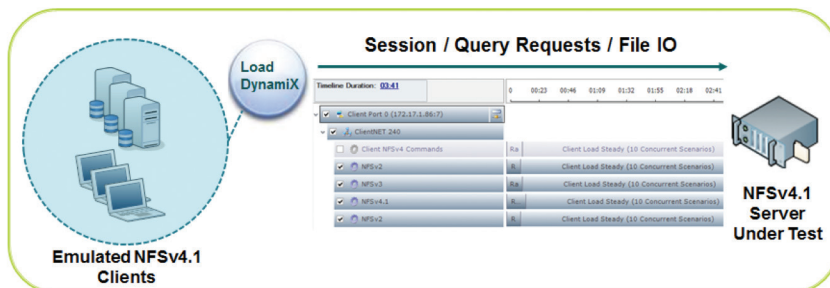 Session / Query Requests / File IO
Load
DynamiX
Timeline Duration: 03:41
0 00:23 00:46 01:09 01:32 01:55 02:18 02:41
Client Port 0 (172.17.1.86:7)
ClientNET 240
Client NFSv4 Commands Ra Client Load Steady (10 Concurrent Scenarios)
NFSv2 R. Client Load Steady (10 Concurrent Scenarios)
NFSv3 Ra Client Load Steady (10 Concurrent Scenarios)
NFSv4.1 R... Client Load Steady (10 Concurrent Scenarios)
NFSv2 R. Client Load Steady (10 Concurrent Scenarios)
NFSv4.1
Server
Under Test
Emulated NFSv4.1
Clients